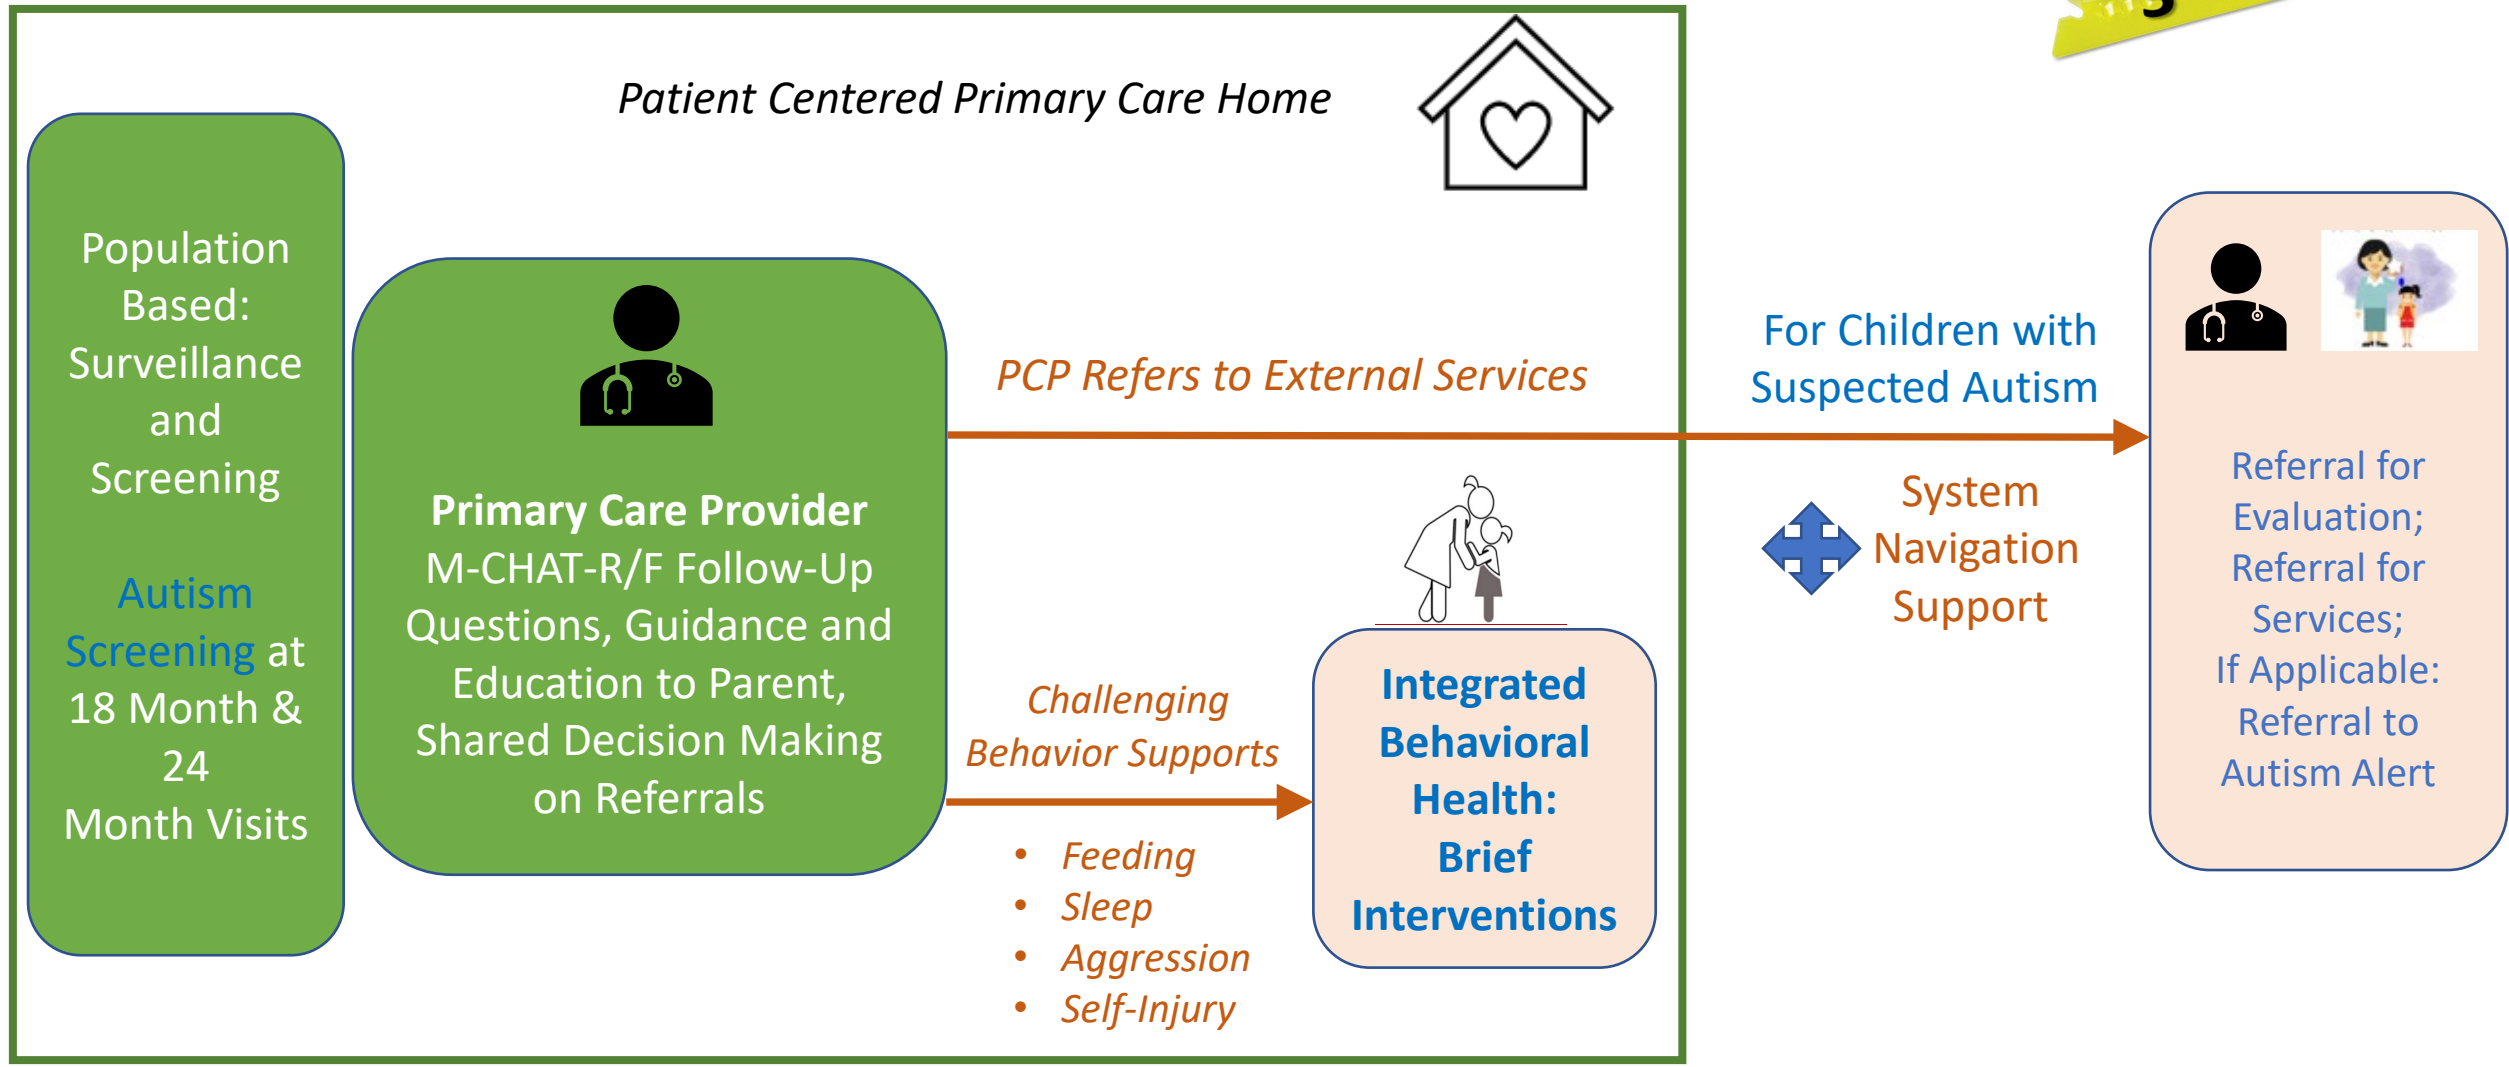 Patient Centered Primary Care Home
Population
Based:
Surveillance
and
Screening
Autism
Screening at
18 Month &
24
Month Visits
Primary Care Provider
M-CHAT-R/F Follow-Up
Questions, Guidance and
Education to Parent,
Shared Decision Making
on Referrals
PCP Refers to External Services
Challenging
Behavior Supports
• Feeding
• Sleep
• Aggression
• Self-Injury
Integrated
Behavioral
Health:
Brief
Interventions
For Children with
Suspected Autism
System
Navigation
Support
Referral for
Evaluation;
Referral for
Services;
If Applicable:
Referral to
Autism Alert